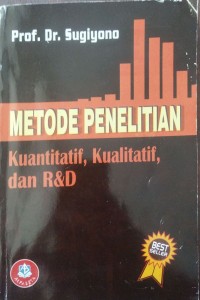 Prof. Dr. Sugiyono
METODE PENELITIAN
Kuantitatif, Kualitatif,
dan R&D
BEST
SELLER